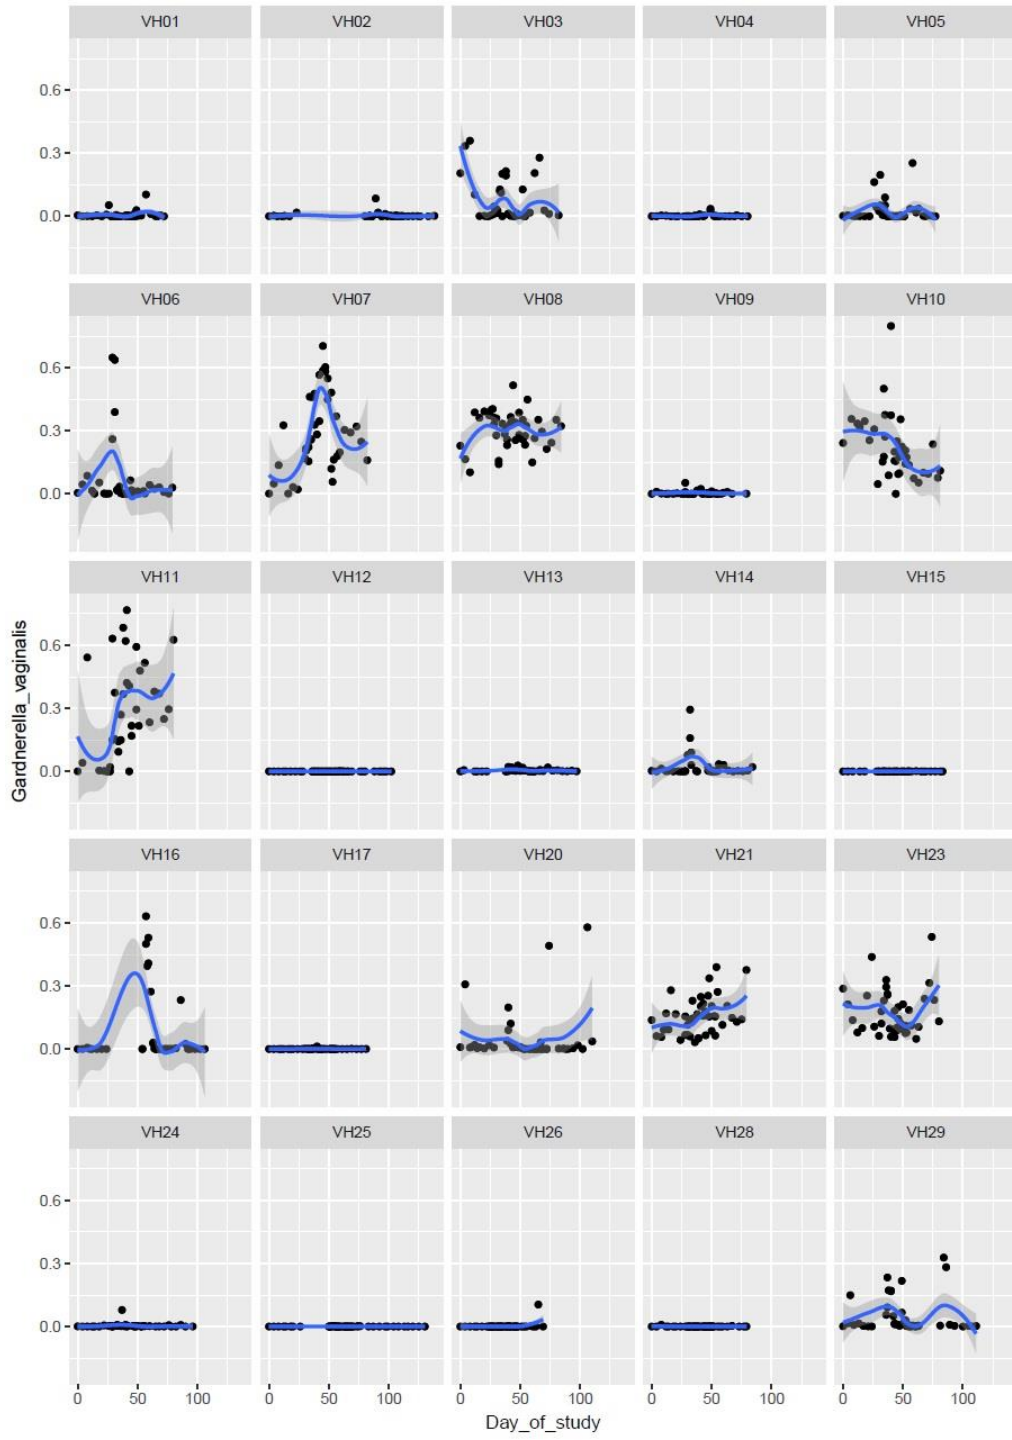 VH01 VH02 VH03 VH04 VH05
0.6
0.3
0.0
VH06 VH07 VH08 VH09 VH10
0.6
0.3
0.0
VH11 VH12 VH13 VH14 VH15
0.6
0.3
0.0
VH16 VH17 VH20 VH21 VH23
0.6
0.3
0.0
VH24 VH25 VH26 VH28 VH29
0.6
0.3
0.0
0 50 100 0 50 100 0 50 100 0 50 100 0 50 100
Day_of_study
Gardnerella_vaginalis